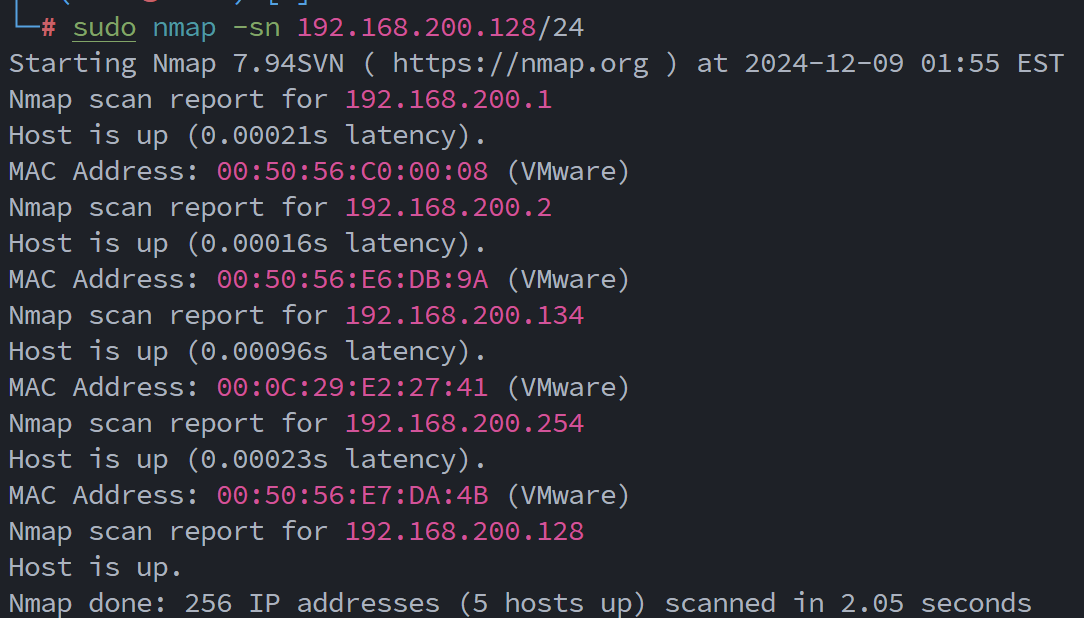 └─# sudo nmap -sn 192.168.200.128/24
Starting Nmap 7.94SVN ( https://nmap.org ) at 2024-12-09 01:55 EST
Nmap scan report for 192.168.200.1
Host is up (0.00021s latency).
MAC Address: 00:50:56:C0:00:08 (VMware)
Nmap scan report for 192.168.200.2
Host is up (0.00016s latency).
MAC Address: 00:50:56:E6:DB:9A (VMware)
Nmap scan report for 192.168.200.134
Host is up (0.00096s latency).
MAC Address: 00:0C:29:E2:27:41 (VMware)
Nmap scan report for 192.168.200.254
Host is up (0.00023s latency).
MAC Address: 00:50:56:E7:DA:4B (VMware)
Nmap scan report for 192.168.200.128
Host is up.
Nmap done: 256 IP addresses (5 hosts up) scanned in 2.05 seconds